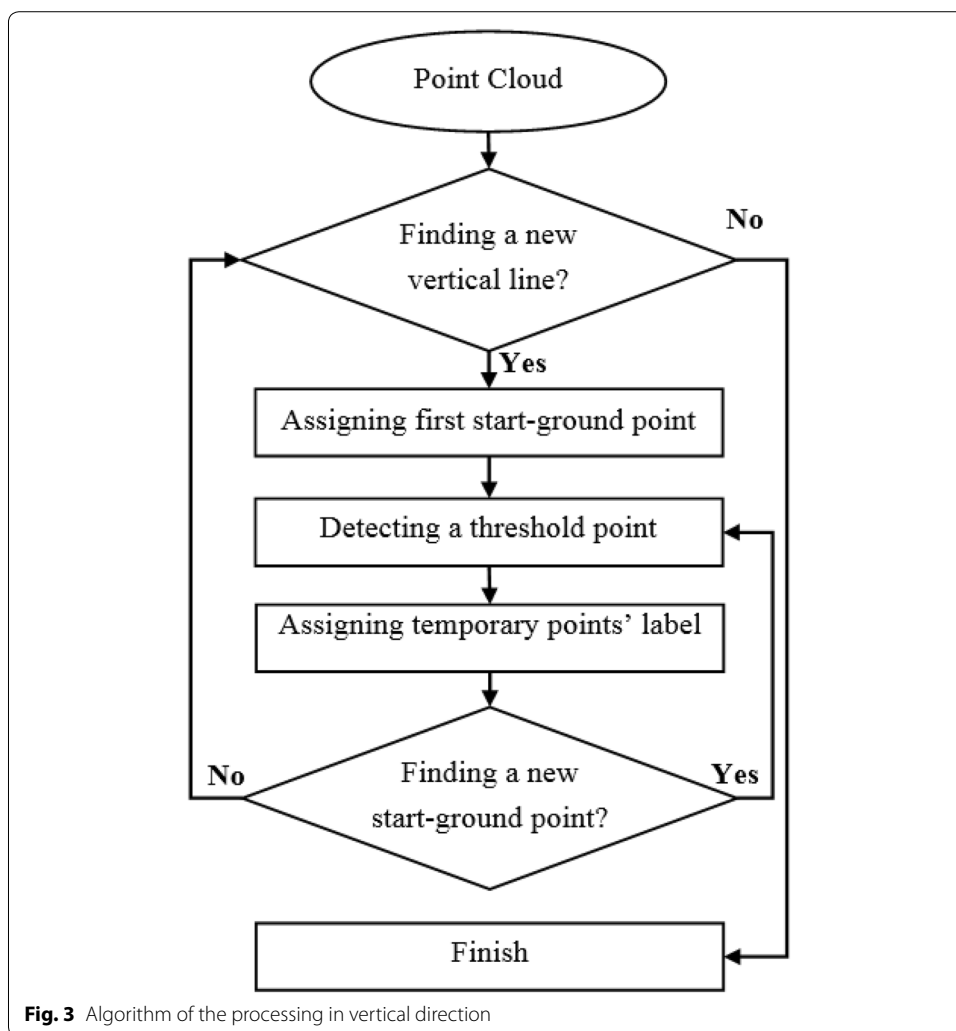 Point Cloud
Finding a new
vertical line?
No
Yes
Assigning first start-ground point
Detecting a threshold point
Assigning temporary points’ label
Finding a new
start-ground point?
No
Yes
Finish
Fig. 3 Algorithm of the processing in vertical direction